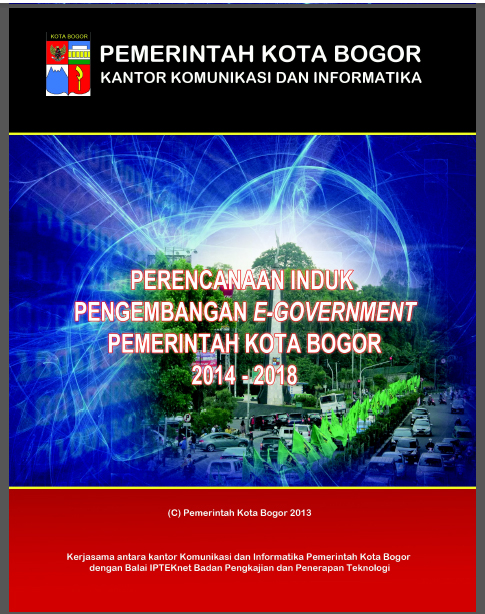 KOTA BOGOR
PEMERINTAH KOTA BOGOR
KANTOR KOMUNIKASI DAN INFORMATIKA
PERENCANAAN INDUK
PENGEMBANGAN E-GOVERNMENT
PEMERINTAH KOTA BOGOR
2014 - 2018
(C) Pemerintah Kota Bogor 2013
Kerjasama antara kantor Komunikasi dan Informatika Pemerintah Kota Bogor
dengan Balai IPTEKnet Badan Pengkajian dan Penerapan Teknologi